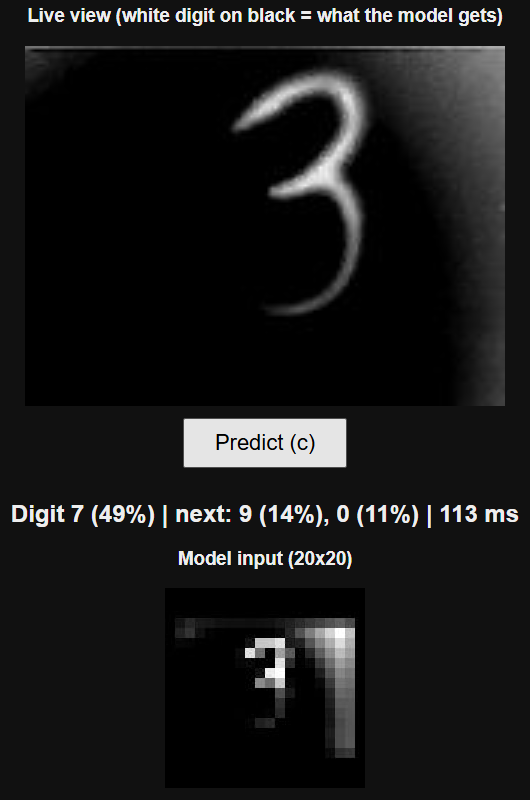 Live view (white digit on black = what the model gets)
3
Predict (c)
Digit 7 (49%) | next: 9 (14%), 0 (11%) | 113 ms
Model input (20x20)
3